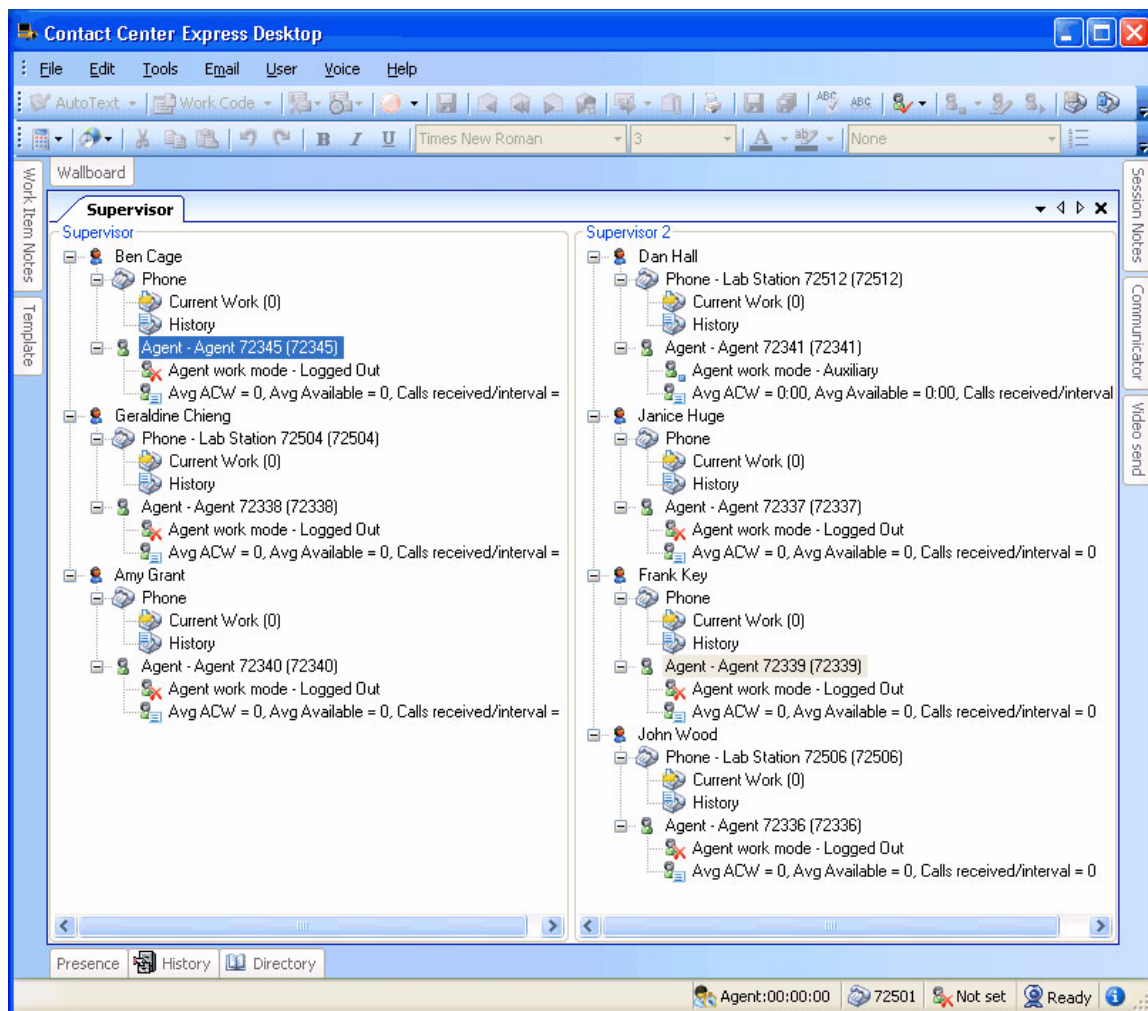 Contact Center Express Desktop
File Edit Tools Email User Voice Help
AutoText Work Code ABC ABC
B I U Times New Roman 3 A ab None
Work Item Notes
Template
Wallboard
Supervisor
Supervisor
Ben Cage
Phone
Current Work (0)
History
Agent - Agent 72345 (72345)
Agent work mode - Logged Out
Avg ACW = 0, Avg Available = 0, Calls received/interval =
Geraldine Chieng
Phone - Lab Station 72504 (72504)
Current Work (0)
History
Agent - Agent 72338 (72338)
Agent work mode - Logged Out
Avg ACW = 0, Avg Available = 0, Calls received/interval =
Amy Grant
Phone
Current Work (0)
History
Agent - Agent 72340 (72340)
Agent work mode - Logged Out
Avg ACW = 0, Avg Available = 0, Calls received/interval =
Supervisor 2
Dan Hall
Phone - Lab Station 72512 (72512)
Current Work (0)
History
Agent - Agent 72341 (72341)
Agent work mode - Auxiliary
Avg ACW = 0:00, Avg Available = 0:00, Calls received/interval
Janice Huge
Phone
Current Work (0)
History
Agent - Agent 72337 (72337)
Agent work mode - Logged Out
Avg ACW = 0, Avg Available = 0, Calls received/interval = 0
Frank Key
Phone
Current Work (0)
History
Agent - Agent 72339 (72339)
Agent work mode - Logged Out
Avg ACW = 0, Avg Available = 0, Calls received/interval = 0
John Wood
Phone - Lab Station 72506 (72506)
Current Work (0)
History
Agent - Agent 72336 (72336)
Agent work mode - Logged Out
Avg ACW = 0, Avg Available = 0, Calls received/interval = 0
Session Notes
Communicator
Video send
Presence History Directory
Agent:00:00:00 72501 Not set Ready